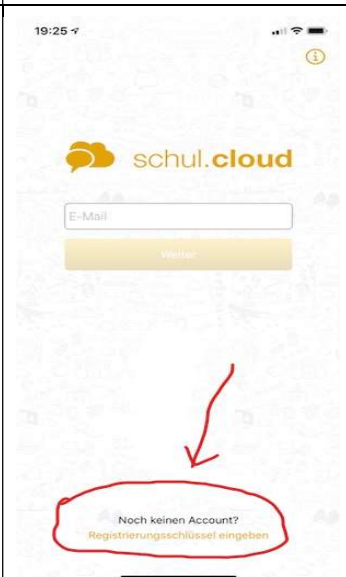 19:25
schul.cloud
E-Mail
Weiter
Noch keinen Account?
Registrierungsschlüssel eingeben